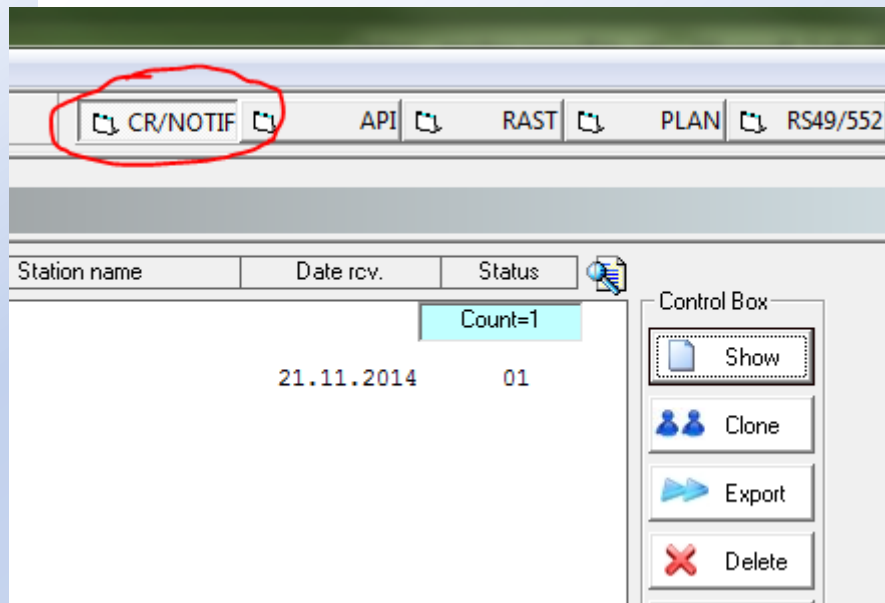 CR/NOTIF API RAST PLAN RS49/552
Station name Date rcv. Status
Control Box
Count=1
Show
21.11.2014 01
Clone
Export
Delete